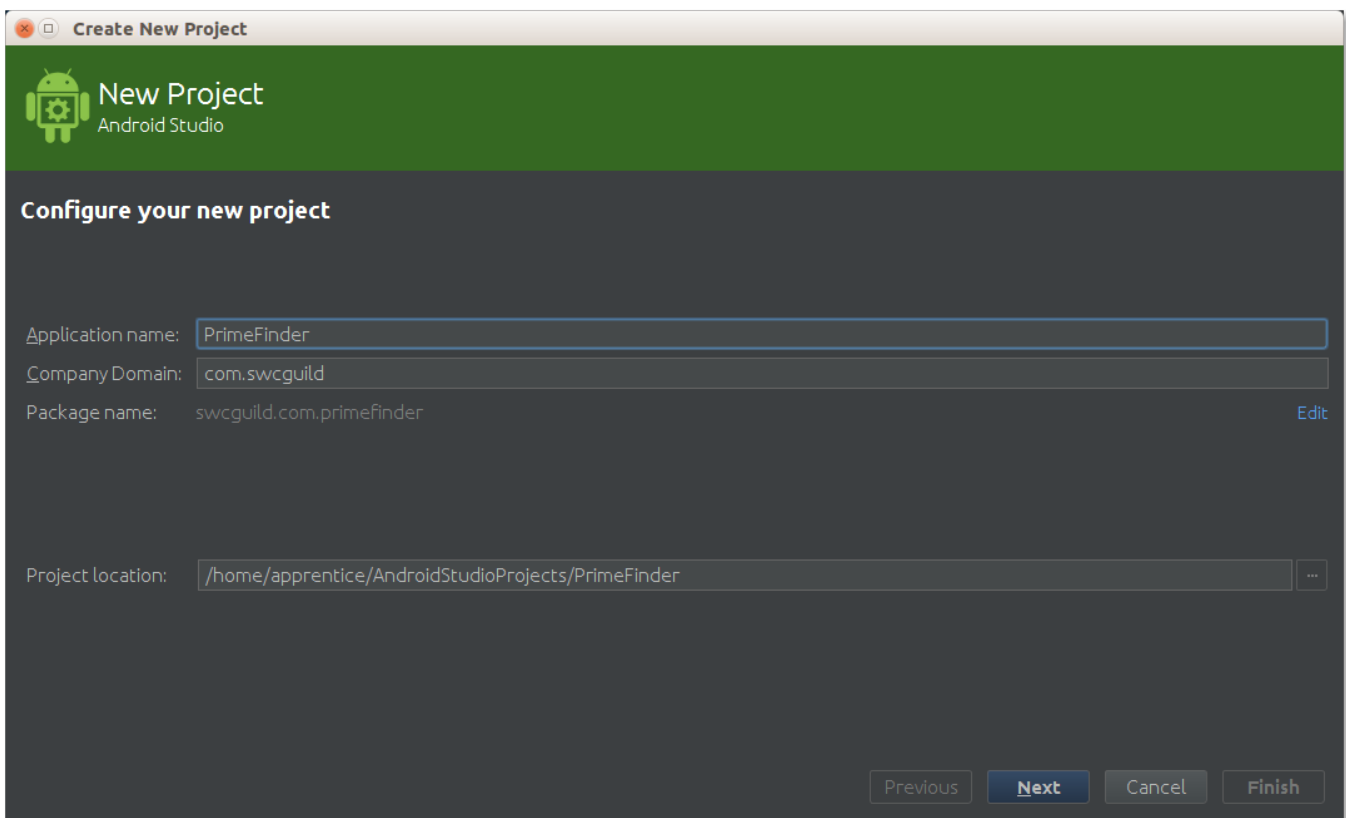 Create New Project
New Project
Android Studio
Configure your new project
Application name: PrimeFinder
Company Domain: com.swcguild
Package name: swcguild.com.primefinder Edit
Project location: /home/apprentice/AndroidStudioProjects/PrimeFinder ...
Previous Next Cancel Finish